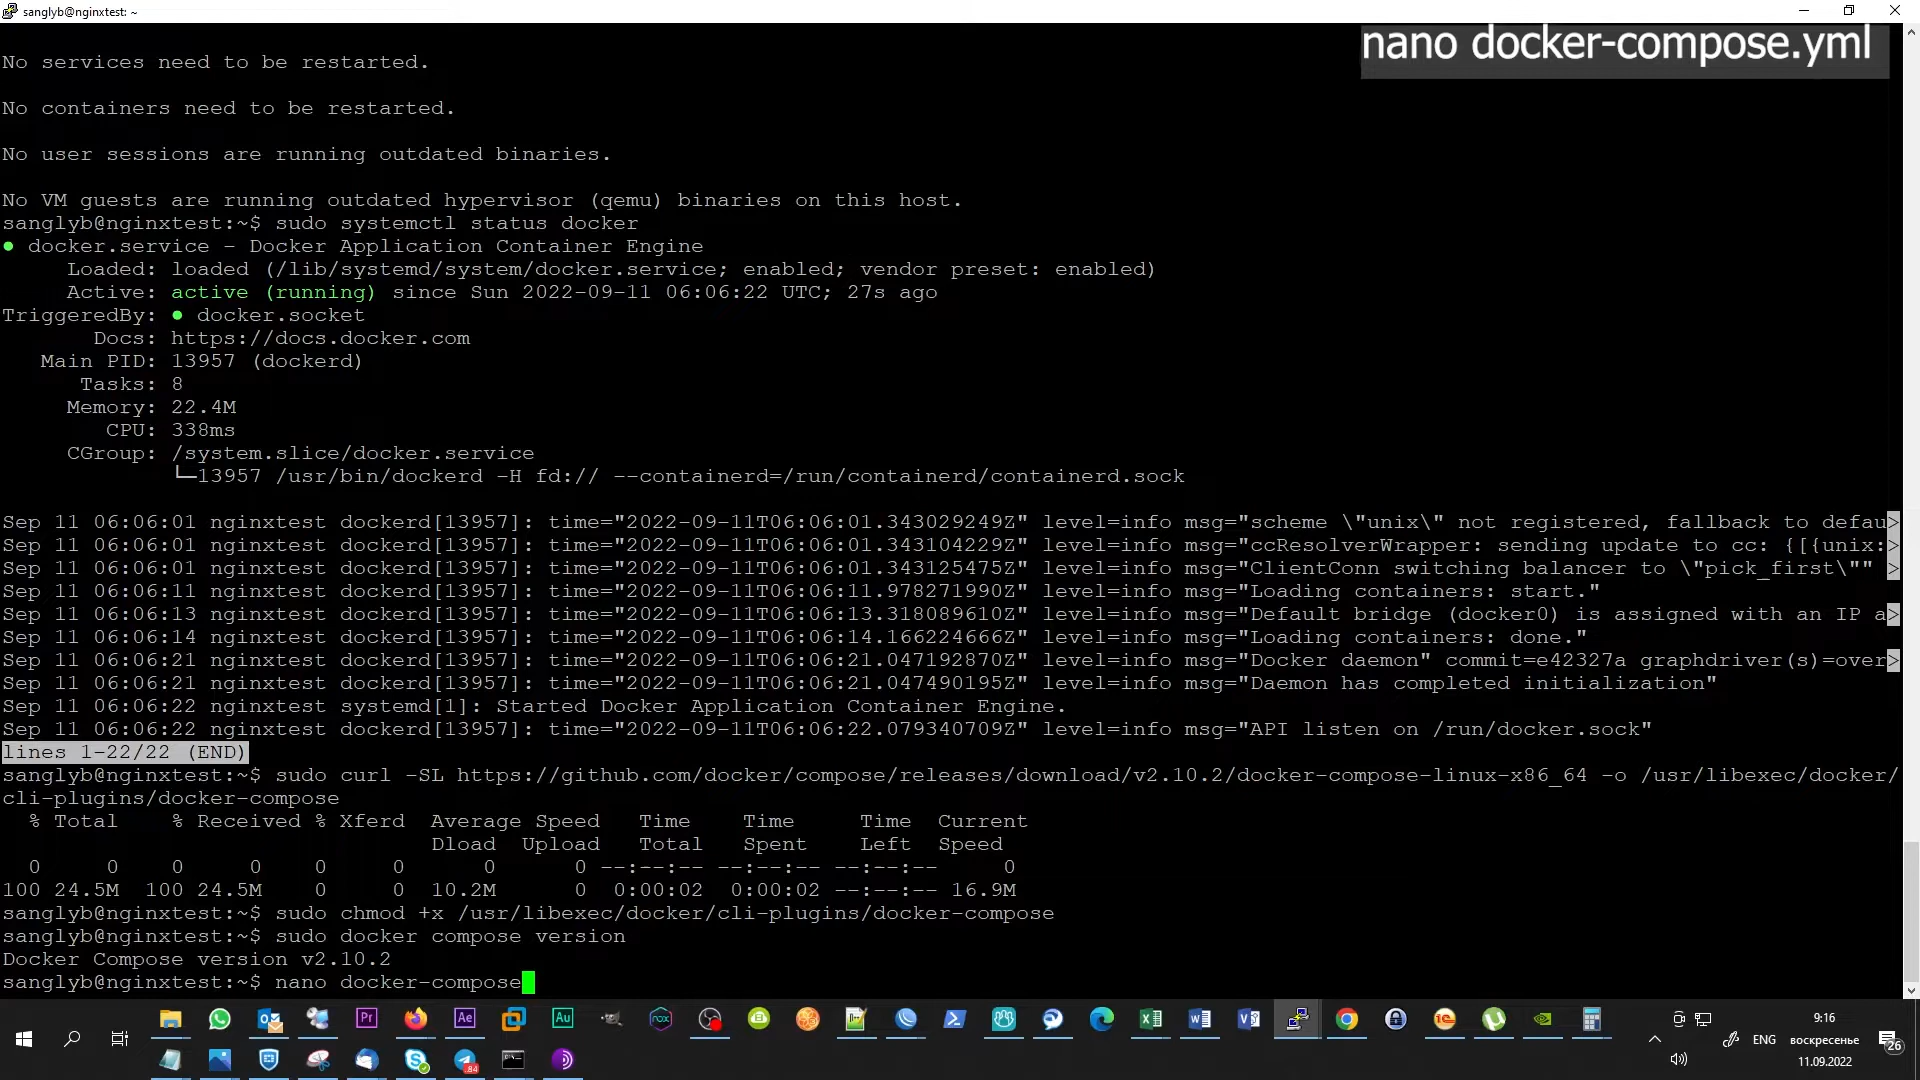 sanglyb@nginxtest: ~
nano docker-compose.yml
No services need to be restarted.
No containers need to be restarted.
No user sessions are running outdated binaries.
No VM guests are running outdated hypervisor (qemu) binaries on this host.
sanglyb@nginxtest:~$ sudo systemctl status docker
● docker.service - Docker Application Container Engine
Loaded: loaded (/lib/systemd/system/docker.service; enabled; vendor preset: enabled)
Active: active (running) since Sun 2022-09-11 06:06:22 UTC; 27s ago
TriggeredBy: ● docker.socket
Docs: https://docs.docker.com
Main PID: 13957 (dockerd)
Tasks: 8
Memory: 22.4M
CPU: 338ms
CGroup: /system.slice/docker.service
└─13957 /usr/bin/dockerd -H fd:// --containerd=/run/containerd/containerd.sock
Sep 11 06:06:01 nginxtest dockerd[13957]: time="2022-09-11T06:06:01.343029249Z" level=info msg="scheme \"unix\" not registered, fallback to defau>
Sep 11 06:06:01 nginxtest dockerd[13957]: time="2022-09-11T06:06:01.343104229Z" level=info msg="ccResolverWrapper: sending update to cc: {[{unix:>
Sep 11 06:06:01 nginxtest dockerd[13957]: time="2022-09-11T06:06:01.343125475Z" level=info msg="ClientConn switching balancer to \"pick_first\"" >
Sep 11 06:06:11 nginxtest dockerd[13957]: time="2022-09-11T06:06:11.978271990Z" level=info msg="Loading containers: start."
Sep 11 06:06:13 nginxtest dockerd[13957]: time="2022-09-11T06:06:13.318089610Z" level=info msg="Default bridge (docker0) is assigned with an IP a>
Sep 11 06:06:14 nginxtest dockerd[13957]: time="2022-09-11T06:06:14.166224666Z" level=info msg="Loading containers: done."
Sep 11 06:06:21 nginxtest dockerd[13957]: time="2022-09-11T06:06:21.047192870Z" level=info msg="Docker daemon" commit=e42327a graphdriver(s)=over>
Sep 11 06:06:21 nginxtest dockerd[13957]: time="2022-09-11T06:06:21.047490195Z" level=info msg="Daemon has completed initialization"
Sep 11 06:06:22 nginxtest systemd[1]: Started Docker Application Container Engine.
Sep 11 06:06:22 nginxtest dockerd[13957]: time="2022-09-11T06:06:22.079340709Z" level=info msg="API listen on /run/docker.sock"
lines 1-22/22 (END)
sanglyb@nginxtest:~$ sudo curl -SL https://github.com/docker/compose/releases/download/v2.10.2/docker-compose-linux-x86_64 -o /usr/libexec/docker/
cli-plugins/docker-compose
% Total % Received % Xferd Average Speed Time Time Time Current
Dload Upload Total Spent Left Speed
0 0 0 0 0 0 0 0 --:--:-- --:--:-- --:--:-- 0
100 24.5M 100 24.5M 0 0 10.2M 0 0:00:02 0:00:02 --:--:-- 16.9M
sanglyb@nginxtest:~$ sudo chmod +x /usr/libexec/docker/cli-plugins/docker-compose
sanglyb@nginxtest:~$ sudo docker compose version
Docker Compose version v2.10.2
sanglyb@nginxtest:~$ nano docker-compose
Pr Ae Au
9:16
ENG воскресенье
26
11.09.2022
84